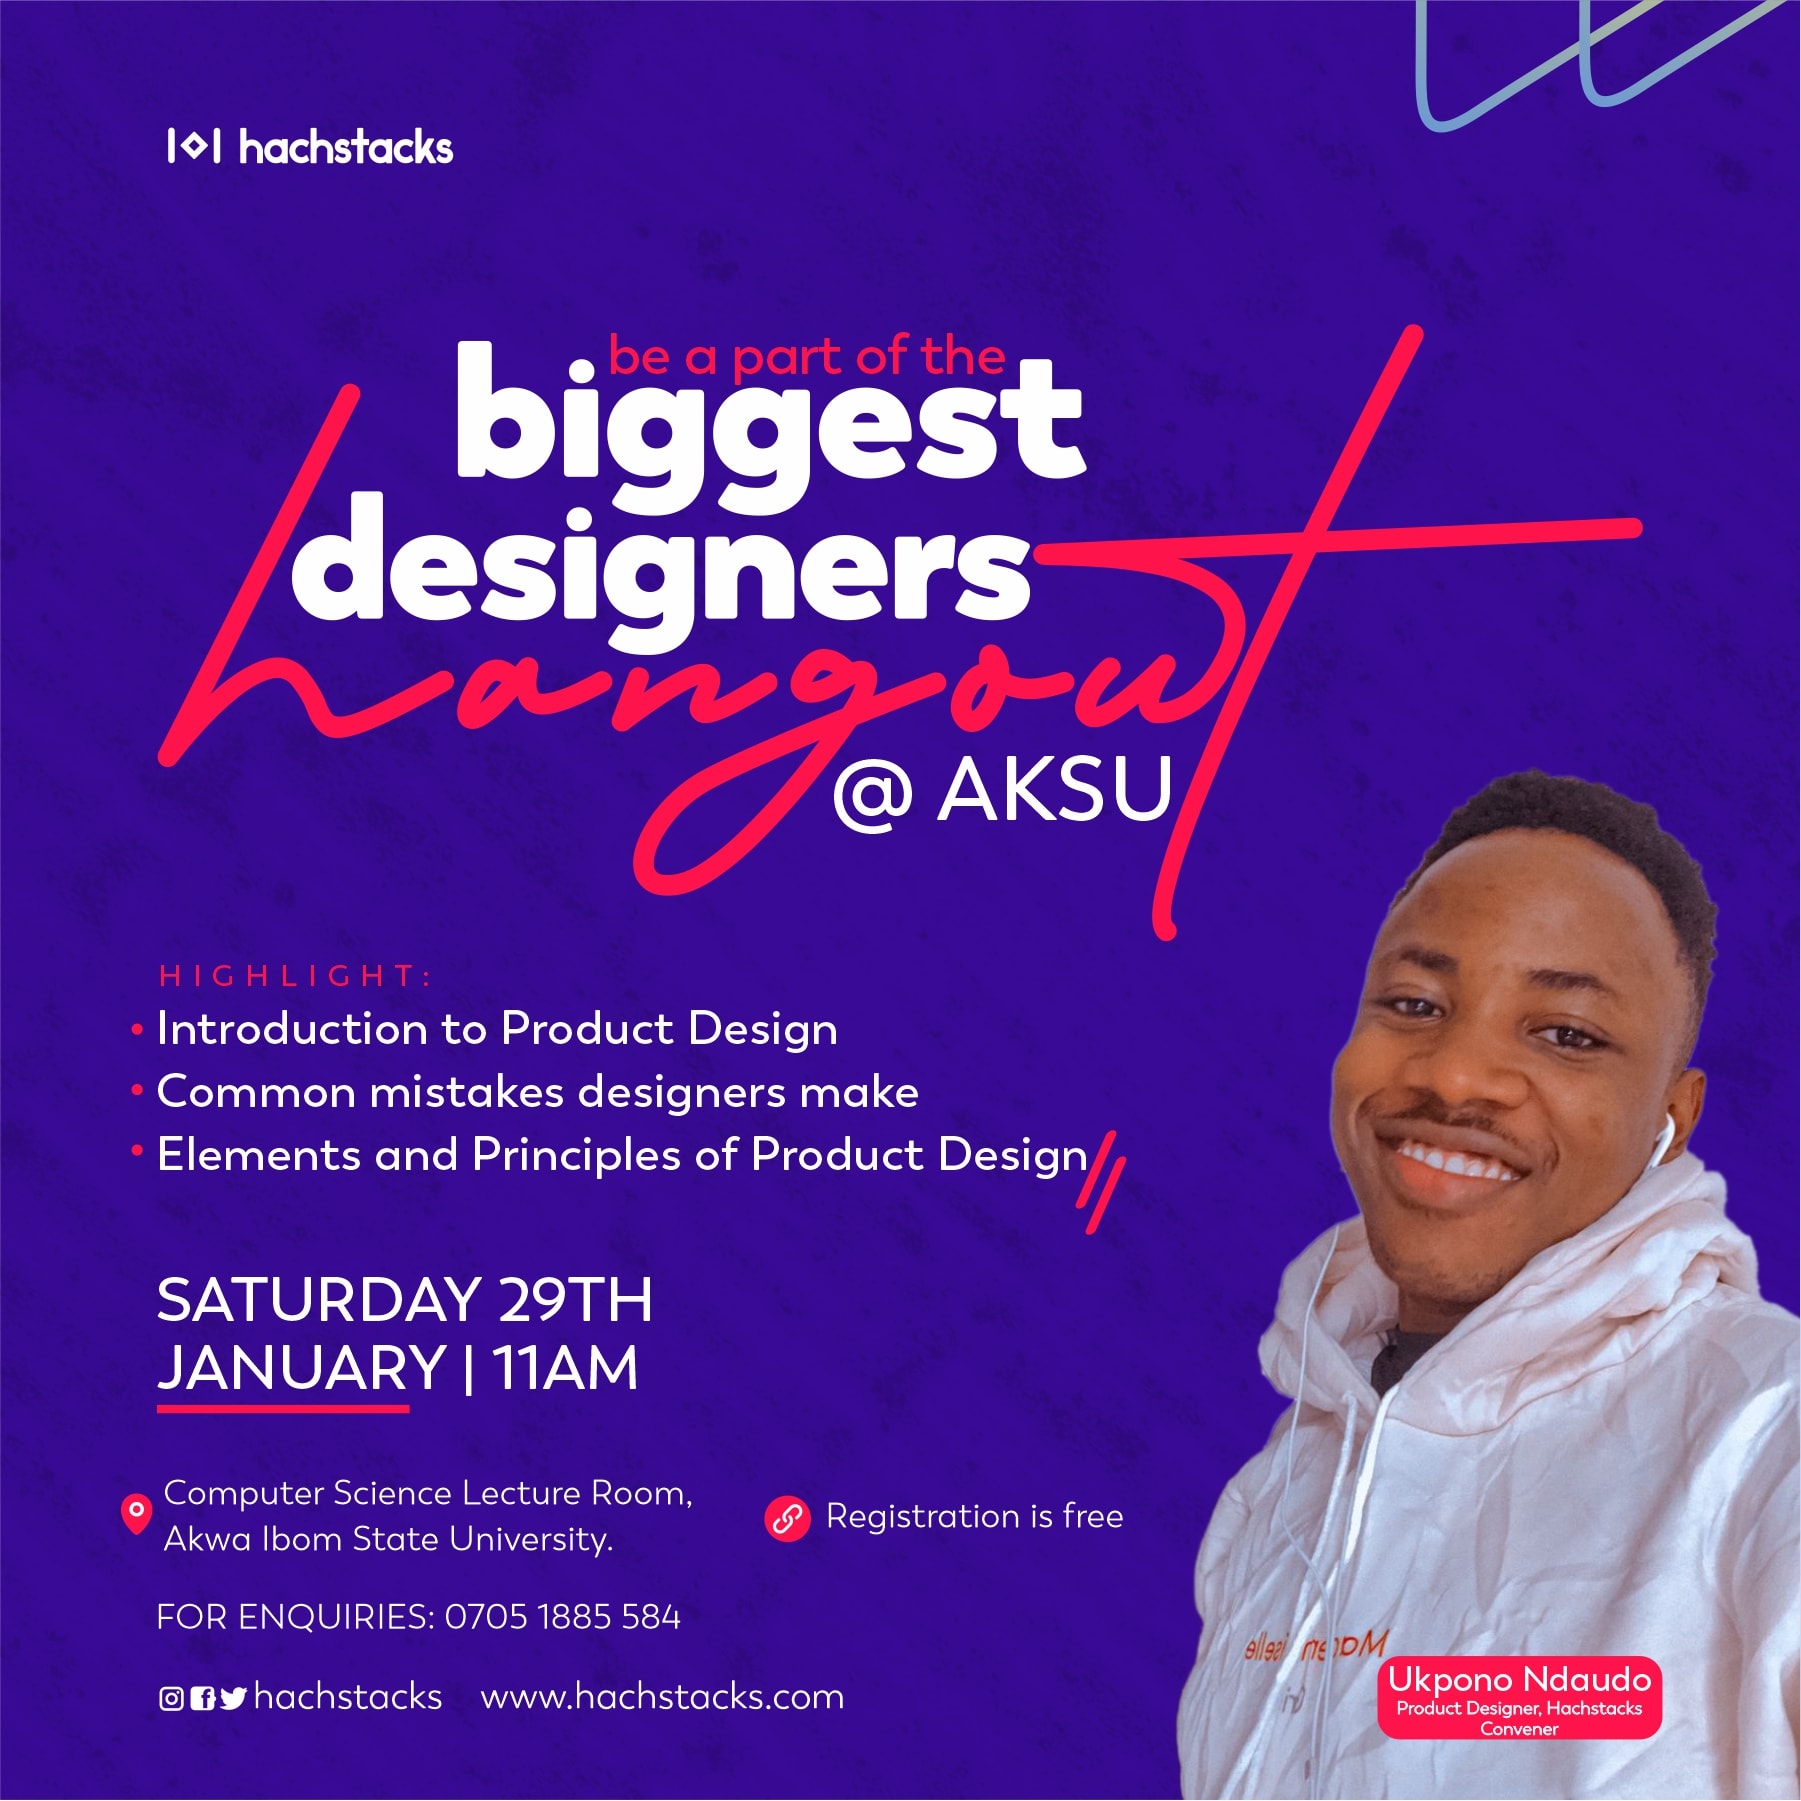 hachstacks
be a part of the
biggest
designers
hangout
@ AKSU
HIGHLIGHT:
• Introduction to Product Design
• Common mistakes designers make
• Elements and Principles of Product Design
SATURDAY 29TH
JANUARY | 11AM
Computer Science Lecture Room,
Akwa Ibom State University.
Registration is free
FOR ENQUIRIES: 0705 1885 584
hachstacks www.hachstacks.com
Ukpono Ndaudo
Product Designer, Hachstacks
Convener